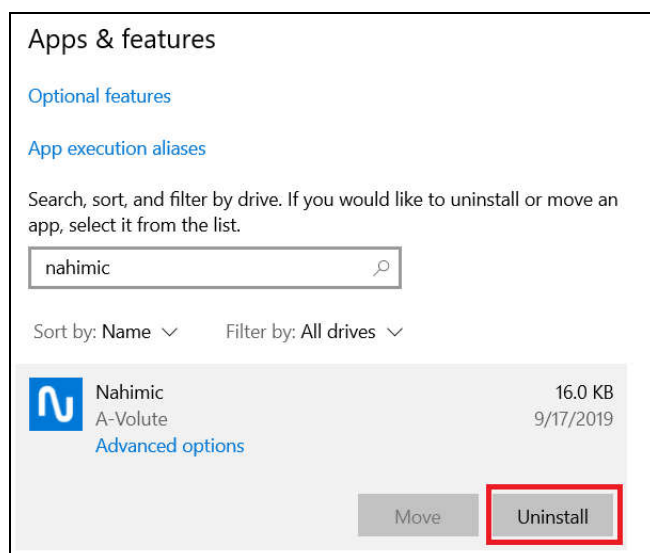 Apps & features
Optional features
App execution aliases
Search, sort, and filter by drive. If you would like to uninstall or move an
app, select it from the list.
nahimic
Sort by: Name Filter by: All drives
Nahimic 16.0 KB
A-Volute 9/17/2019
Advanced options
Move Uninstall